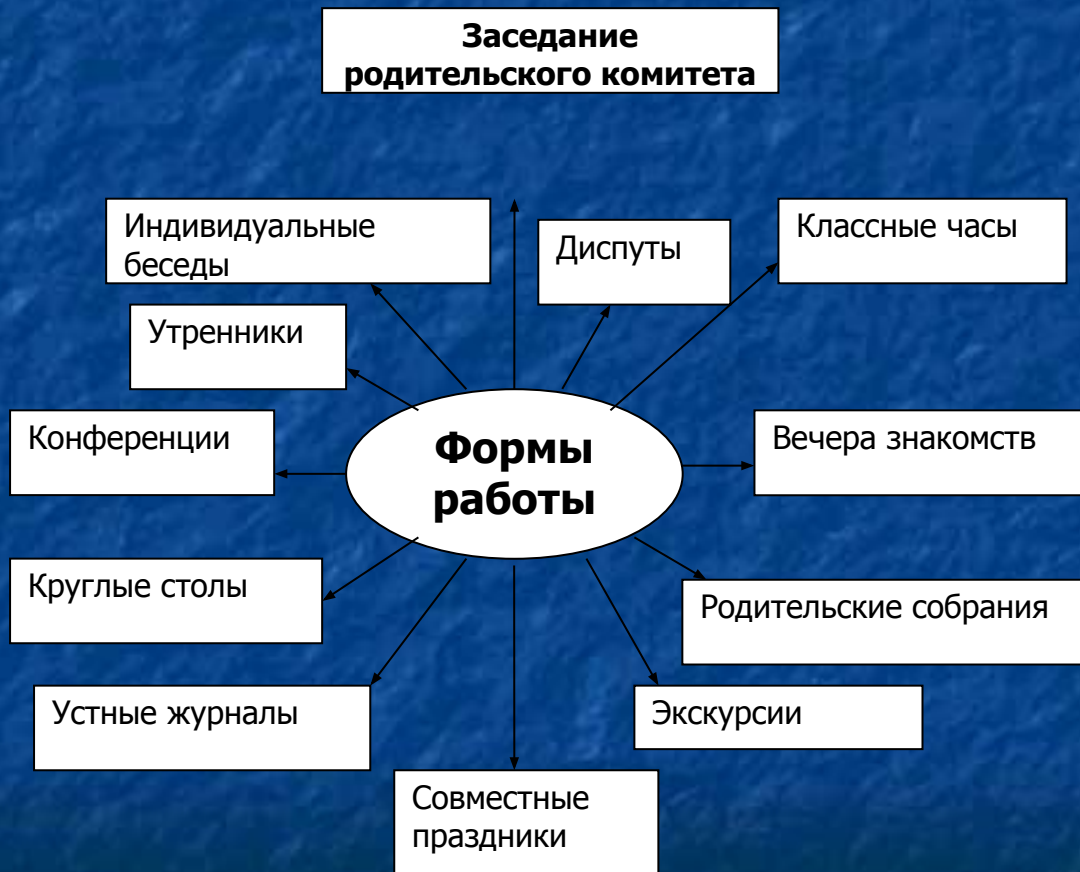 Заседание
родительского комитета
Индивидуальные
беседы
Диспуты
Классные часы
Утренники
Конференции
Формы
работы
Вечера знакомств
Круглые столы
Родительские собрания
Устные журналы
Экскурсии
Совместные
праздники